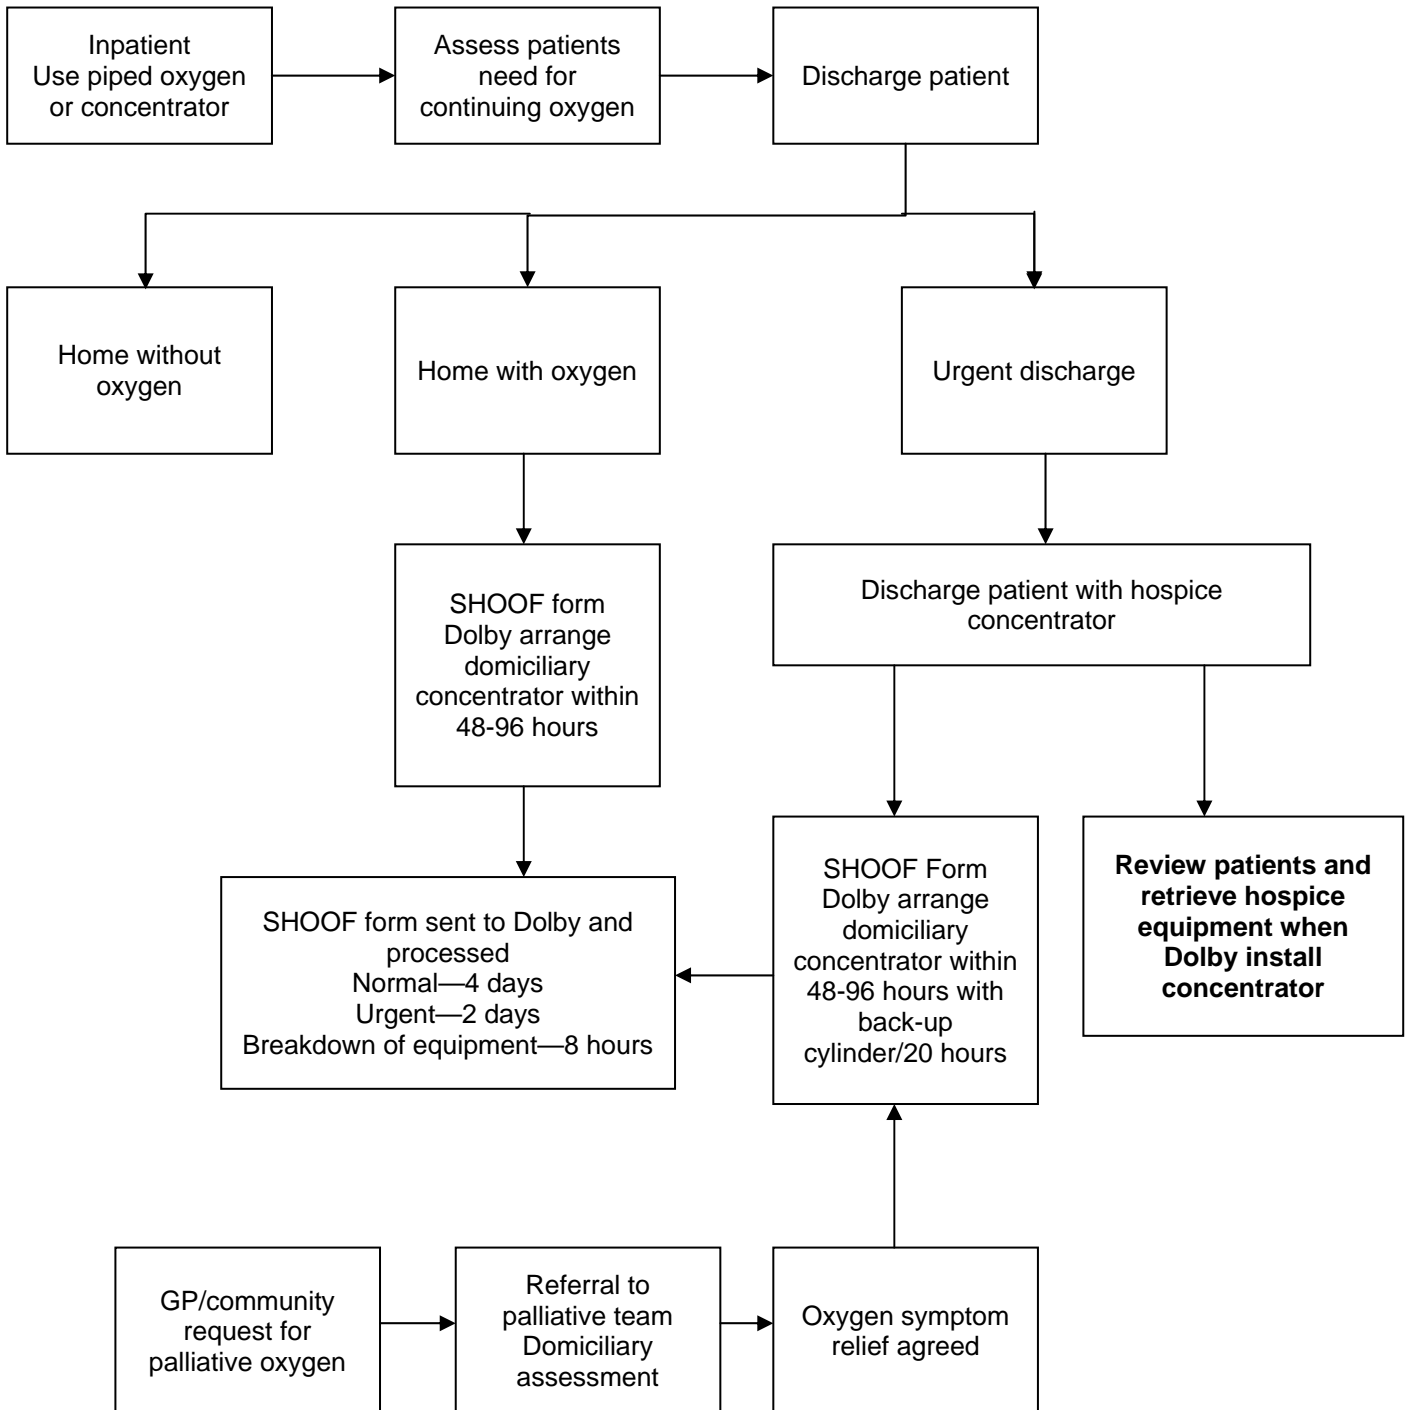 Inpatient
Use piped oxygen
or concentrator
Assess patients
need for
continuing oxygen
Discharge patient
Home without
oxygen
Home with oxygen
Urgent discharge
SHOOF form
Dolby arrange
domiciliary
concentrator within
48-96 hours
Discharge patient with hospice
concentrator
SHOOF form sent to Dolby and
processed
Normal—4 days
Urgent—2 days
Breakdown of equipment—8 hours
SHOOF Form
Dolby arrange
domiciliary
concentrator within
48-96 hours with
back-up
cylinder/20 hours
Review patients and
retrieve hospice
equipment when
Dolby install
concentrator
GP/community
request for
palliative oxygen
Referral to
palliative team
Domiciliary
assessment
Oxygen symptom
relief agreed